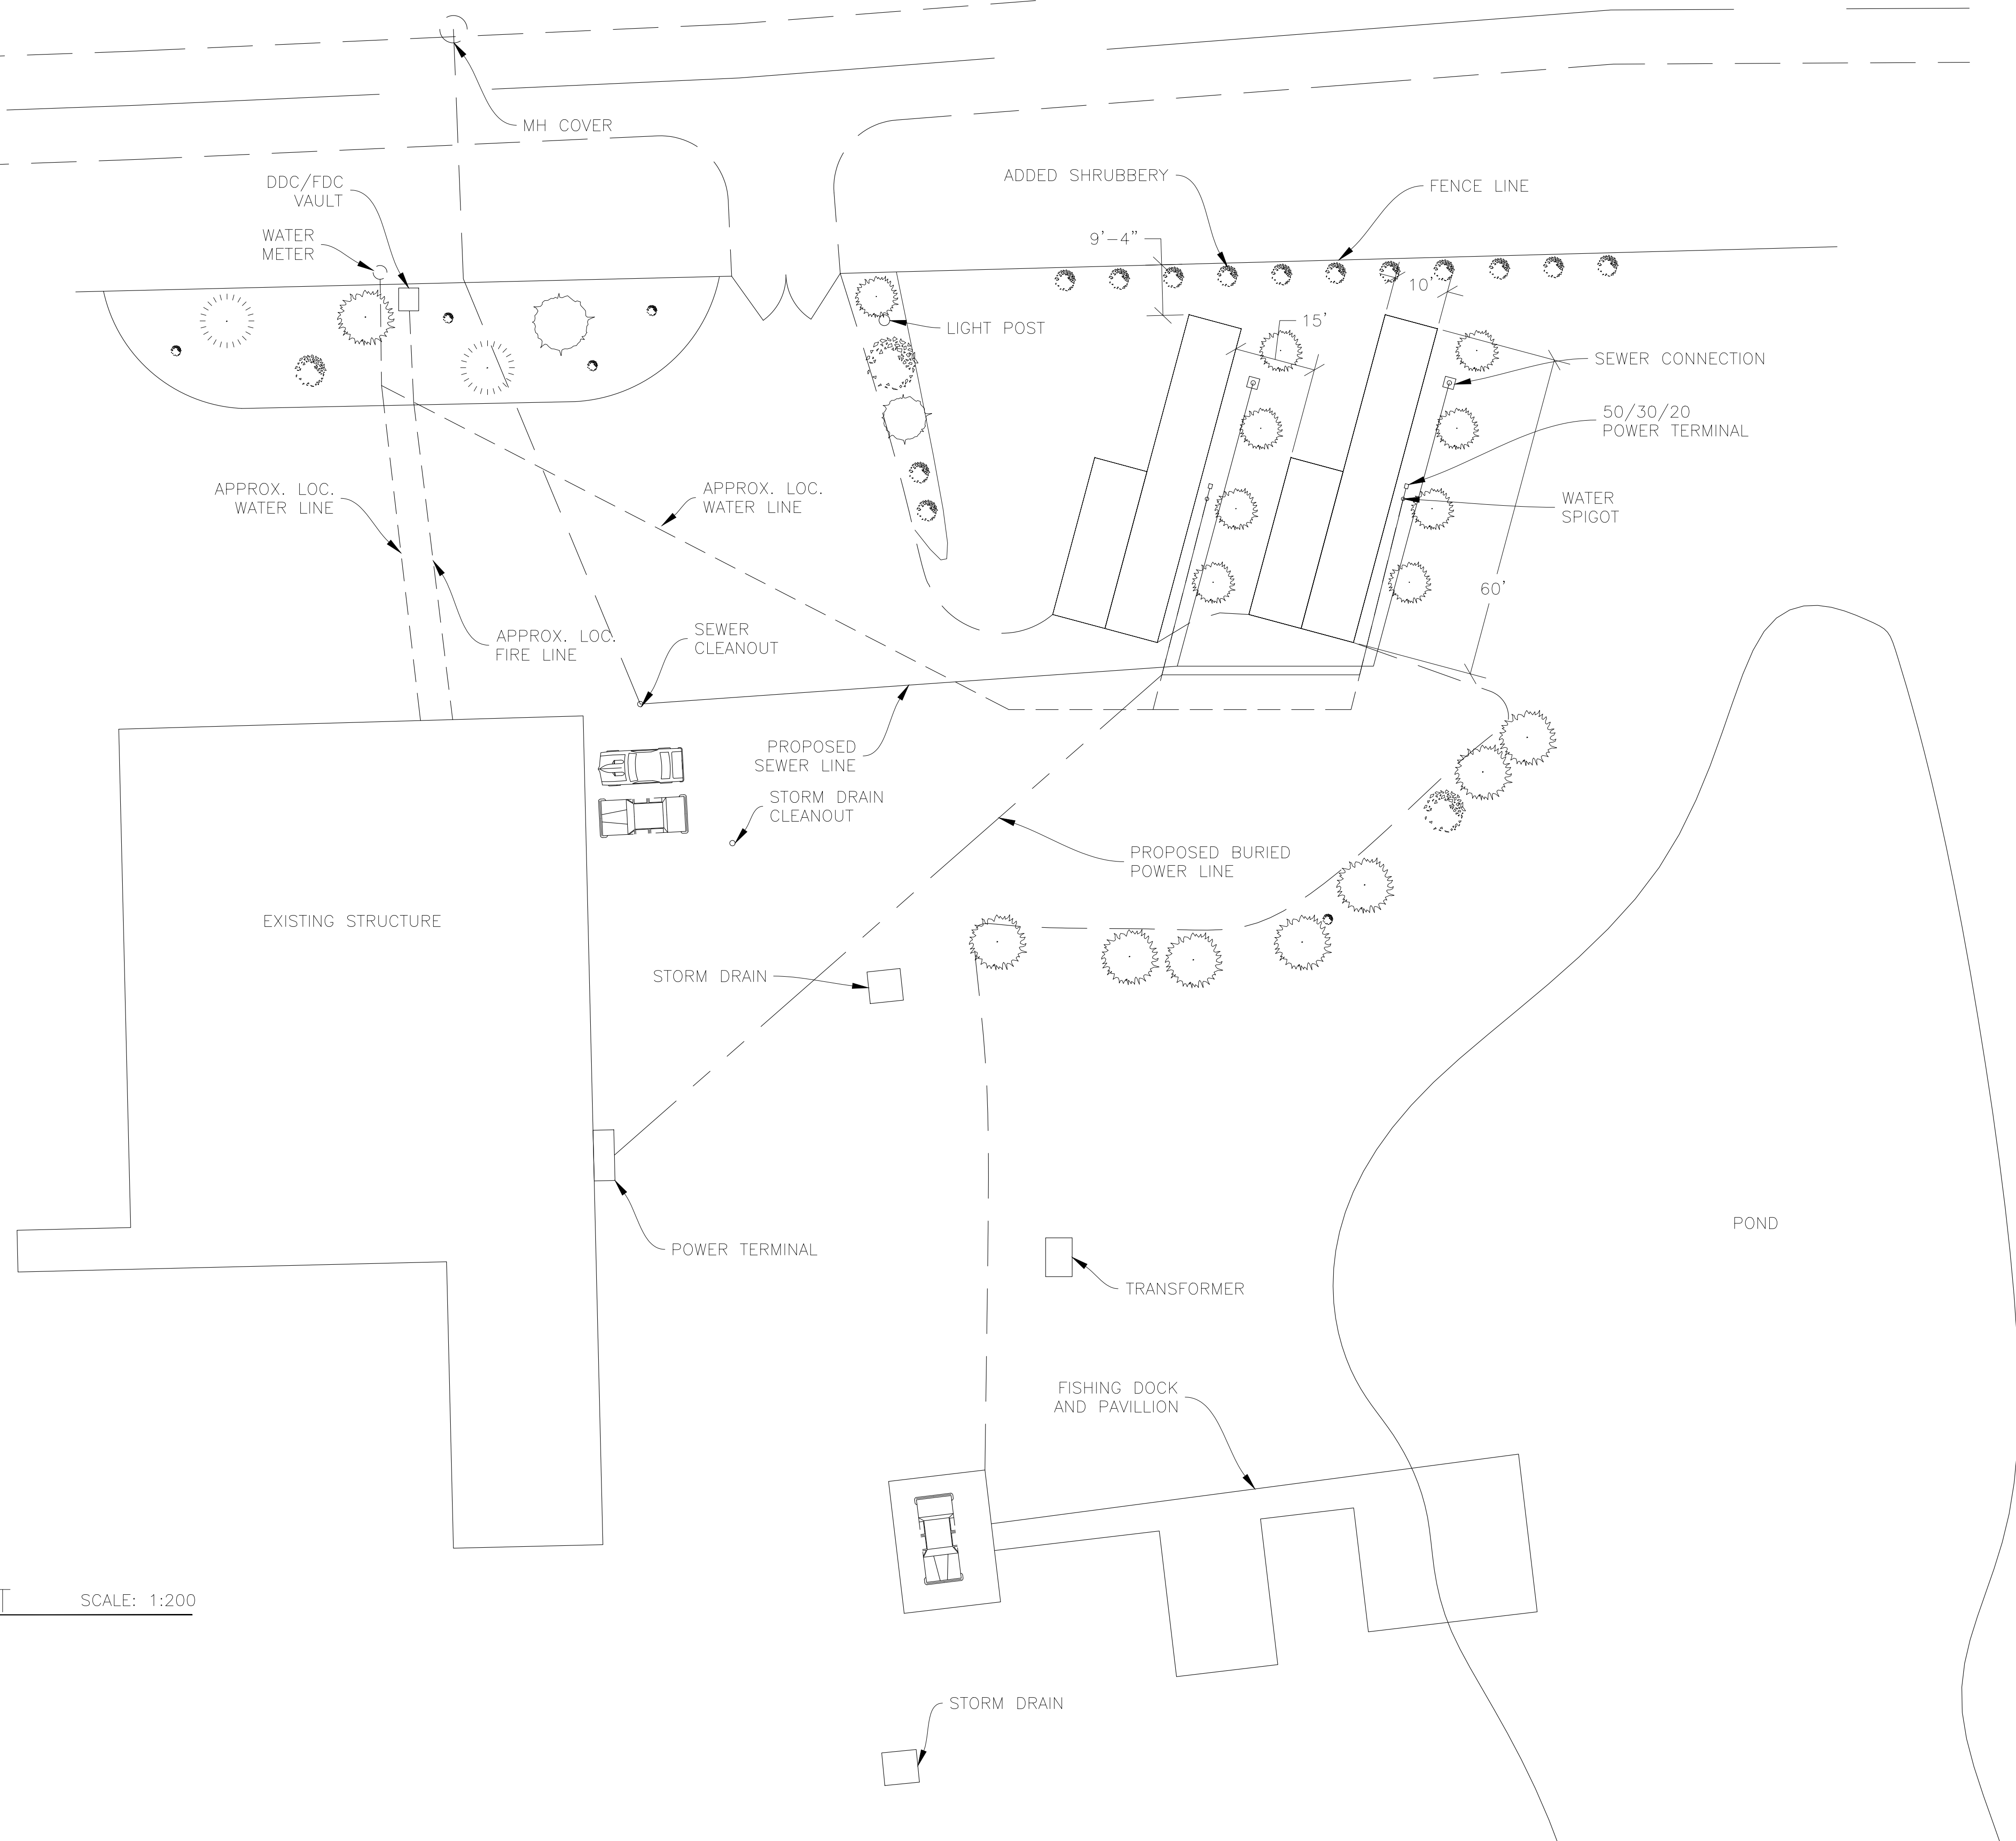 MH COVER
DDC/FDC
VAULT
ADDED SHRUBBERY
FENCE LINE
WATER
METER
9'-4"
10'
LIGHT POST
15'
SEWER CONNECTION
50/30/20
POWER TERMINAL
APPROX. LOC.
WATER LINE
APPROX. LOC.
WATER LINE
WATER
SPIGOT
60'
APPROX. LOC.
FIRE LINE
SEWER
CLEANOUT
PROPOSED
SEWER LINE
STORM DRAIN
CLEANOUT
PROPOSED BURIED
POWER LINE
EXISTING STRUCTURE
STORM DRAIN
POND
POWER TERMINAL
TRANSFORMER
FISHING DOCK
AND PAVILLION
SCALE: 1:200
STORM DRAIN